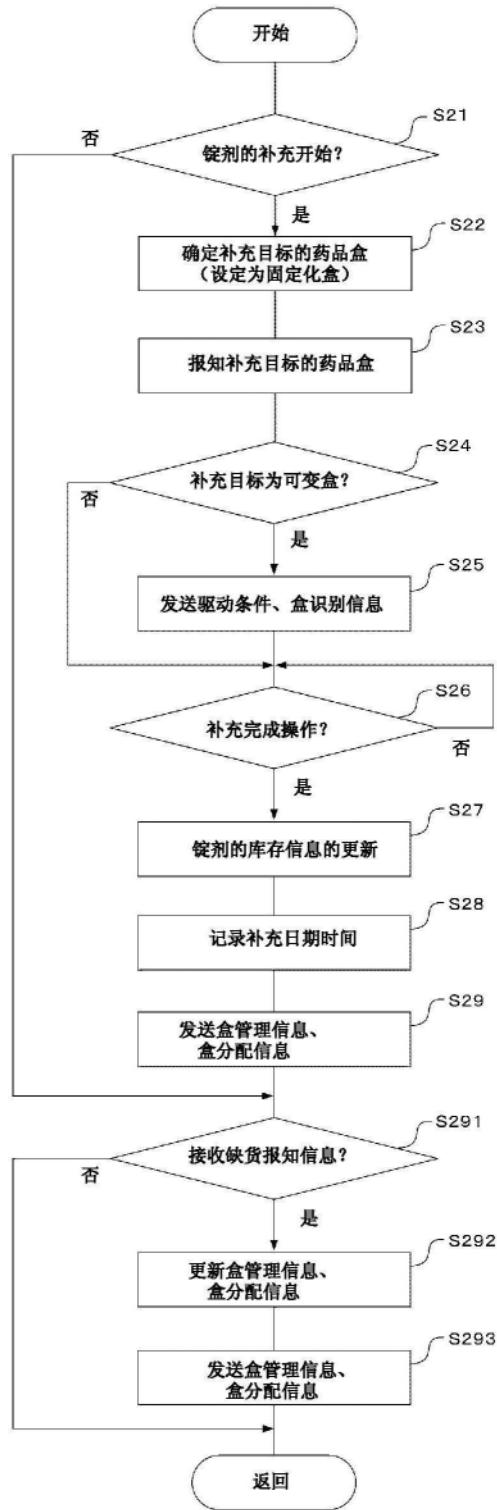 开始
S21
否
锭剂的补充开始？
是
S22
确定补充目标的药品盒
（设定为固定化盒）
S23
报知补充目标的药品盒
S24
补充目标为可变盒？
否
是
S25
发送驱动条件、盒识别信息
S26
补充完成操作？
否
是
S27
锭剂的库存信息的更新
S28
记录补充日期时间
S29
发送盒管理信息、
盒分配信息
S291
接收缺货报知信息？
否
是
S292
更新盒管理信息、
盒分配信息
S293
发送盒管理信息、
盒分配信息
返回